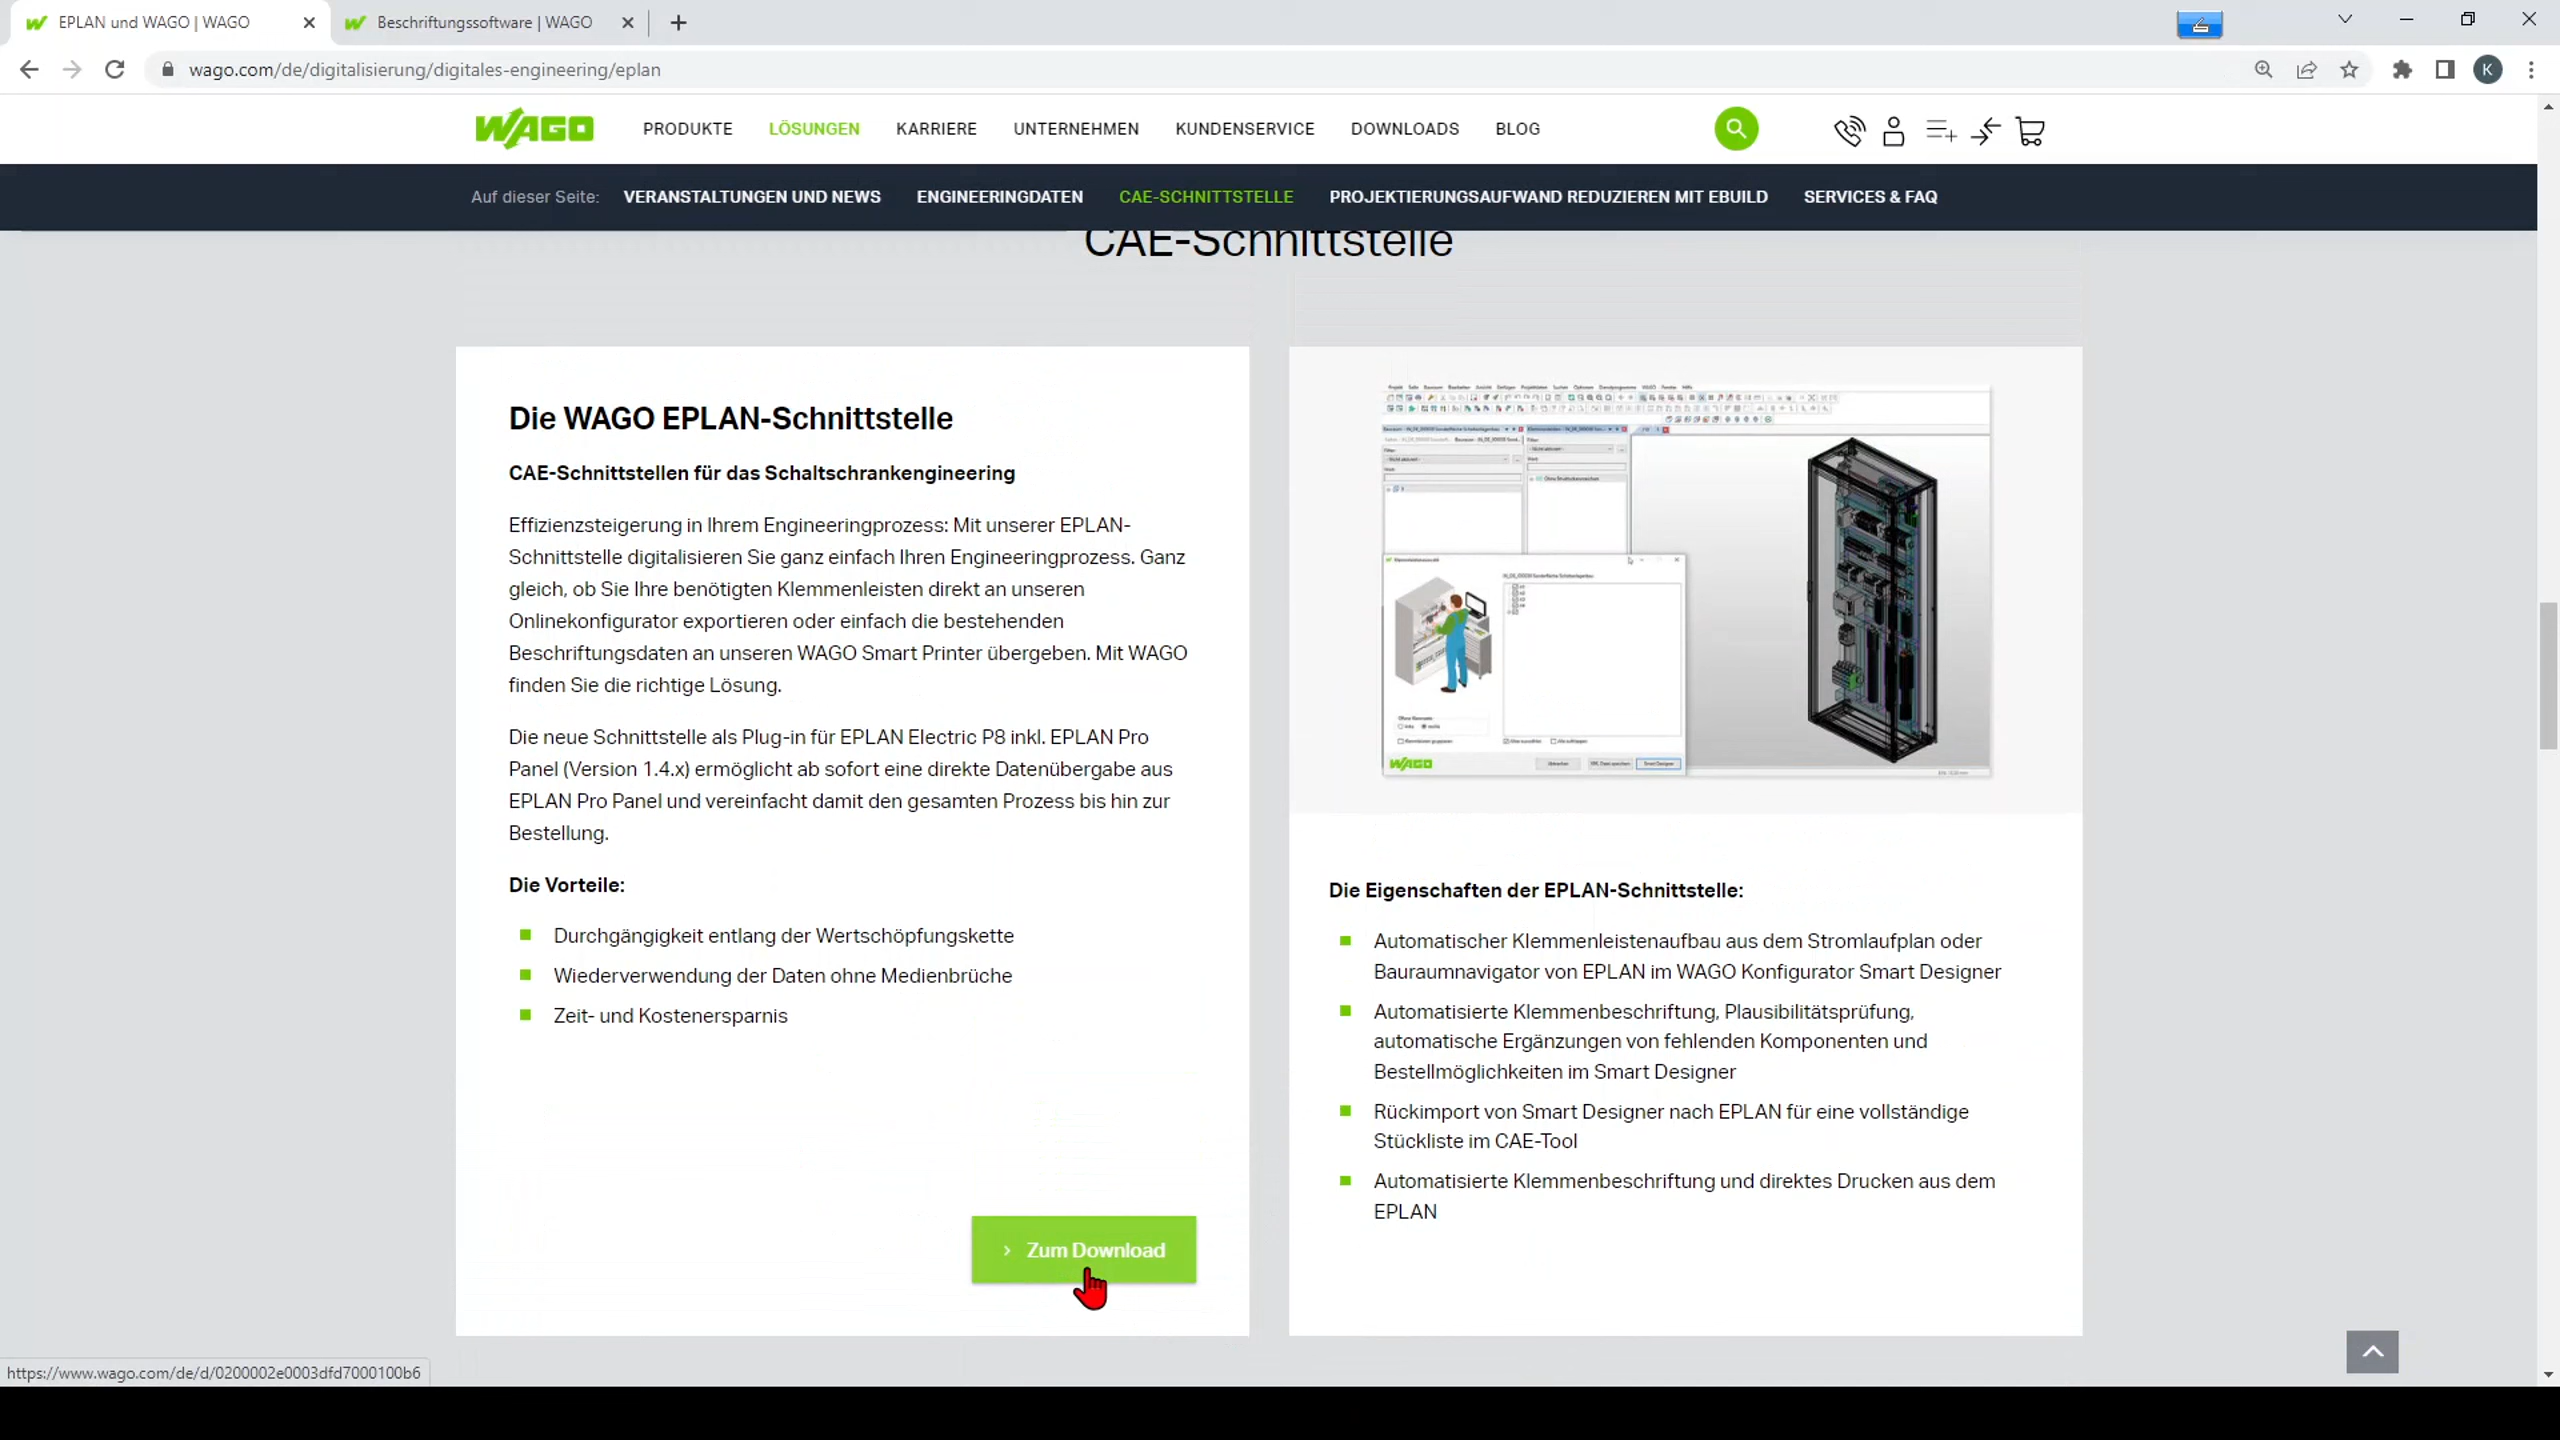 EPLAN und WAGO | WAGO
Beschriftungssoftware | WAGO
wago.com/de/digitalisierung/digitales-engineering/eplan
K
WAGO
PRODUKTE
LÖSUNGEN
KARRIERE
UNTERNEHMEN
KUNDENSERVICE
DOWNLOADS
BLOG
Auf dieser Seite:
VERANSTALTUNGEN UND NEWS
ENGINEERINGDATEN
CAE-SCHNITTSTELLE
PROJEKTIERUNGSAUFWAND REDUZIEREN MIT EBUILD
SERVICES & FAQ
CAE-Schnittstelle
Die WAGO EPLAN-Schnittstelle
CAE-Schnittstellen für das Schaltschrankengineering
Effizienzsteigerung in Ihrem Engineeringprozess: Mit unserer EPLAN-
Schnittstelle digitalisieren Sie ganz einfach Ihren Engineeringprozess. Ganz
gleich, ob Sie Ihre benötigten Klemmenleisten direkt an unseren
Onlinekonfigurator exportieren oder einfach die bestehenden
Beschriftungsdaten an unseren WAGO Smart Printer übergeben. Mit WAGO
finden Sie die richtige Lösung.
Die neue Schnittstelle als Plug-in für EPLAN Electric P8 inkl. EPLAN Pro
Panel (Version 1.4.x) ermöglicht ab sofort eine direkte Datenübergabe aus
EPLAN Pro Panel und vereinfacht damit den gesamten Prozess bis hin zur
Bestellung.
Die Vorteile:
Durchgängigkeit entlang der Wertschöpfungskette
Wiederverwendung der Daten ohne Medienbrüche
Zeit- und Kostenersparnis
Zum Download
WAGO
Die Eigenschaften der EPLAN-Schnittstelle:
Automatischer Klemmenleistenaufbau aus dem Stromlaufplan oder
Bauraumnavigator von EPLAN im WAGO Konfigurator Smart Designer
Automatisierte Klemmenbeschriftung, Plausibilitätsprüfung,
automatische Ergänzungen von fehlenden Komponenten und
Bestellmöglichkeiten im Smart Designer
Rückimport von Smart Designer nach EPLAN für eine vollständige
Stückliste im CAE-Tool
Automatisierte Klemmenbeschriftung und direktes Drucken aus dem
EPLAN
https://www.wago.com/de/d/0200002e0003dfd7000100b6